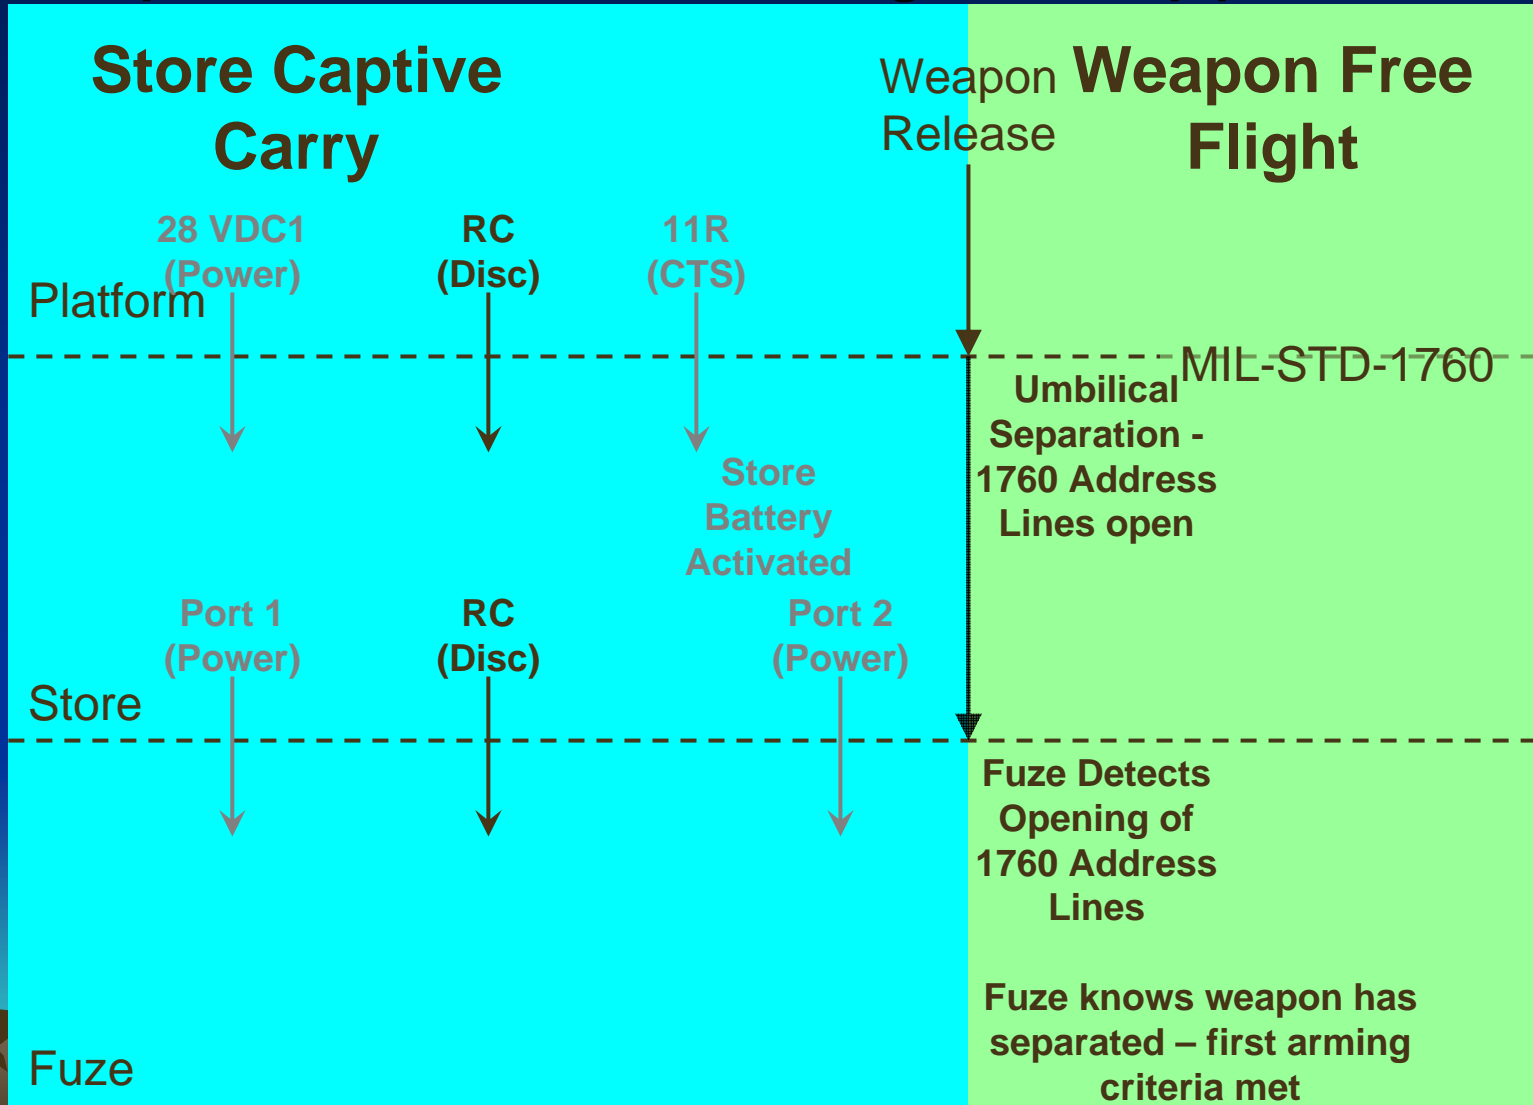 Store Captive
Carry
Weapon
Release
Weapon Free
Flight
28 VDC1
(Power)
RC
(Disc)
11R
(CTS)
Platform
MIL-STD-1760
Umbilical
Separation -
1760 Address
Lines open
Store
Battery
Activated
Port 1
(Power)
RC
(Disc)
Port 2
(Power)
Store
Fuze Detects
Opening of
1760 Address
Lines
Fuze knows weapon has
separated – first arming
criteria met
Fuze